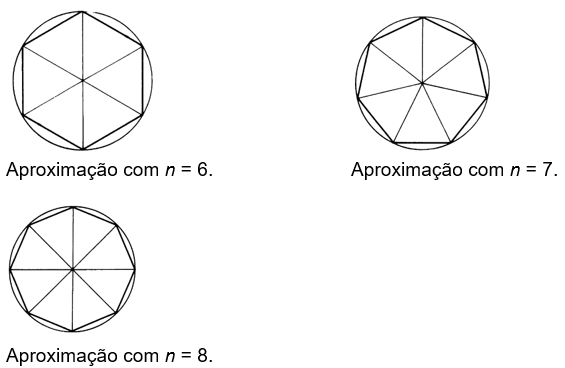 Aproximação com n = 6.
Aproximação com n = 7.
Aproximação com n = 8.